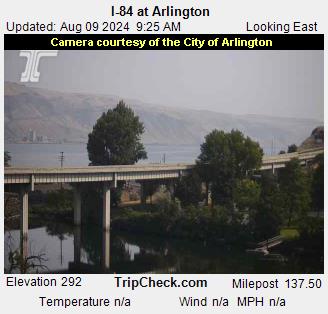 I-84 at Arlington
Updated: Aug 09 2024 9:25 AM Looking East
Camera courtesy of the City of Arlington
Elevation 292 TripCheck.com Milepost 137.50
Temperature n/a Wind n/a MPH n/a